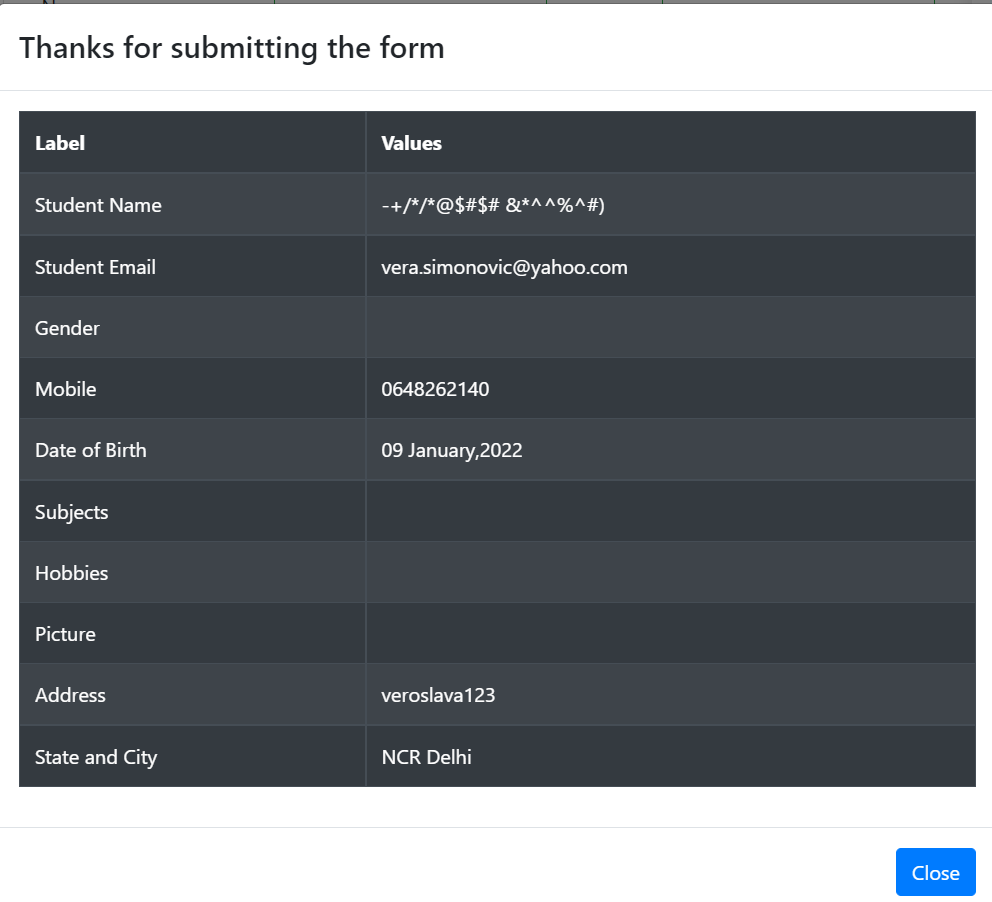 Thanks for submitting the form
Label Values
Student Name -+/*/*@$#$# &*^^%^#)
Student Email vera.simonovic@yahoo.com
Gender
Mobile 0648262140
Date of Birth 09 January,2022
Subjects
Hobbies
Picture
Address veroslava123
State and City NCR Delhi
Close